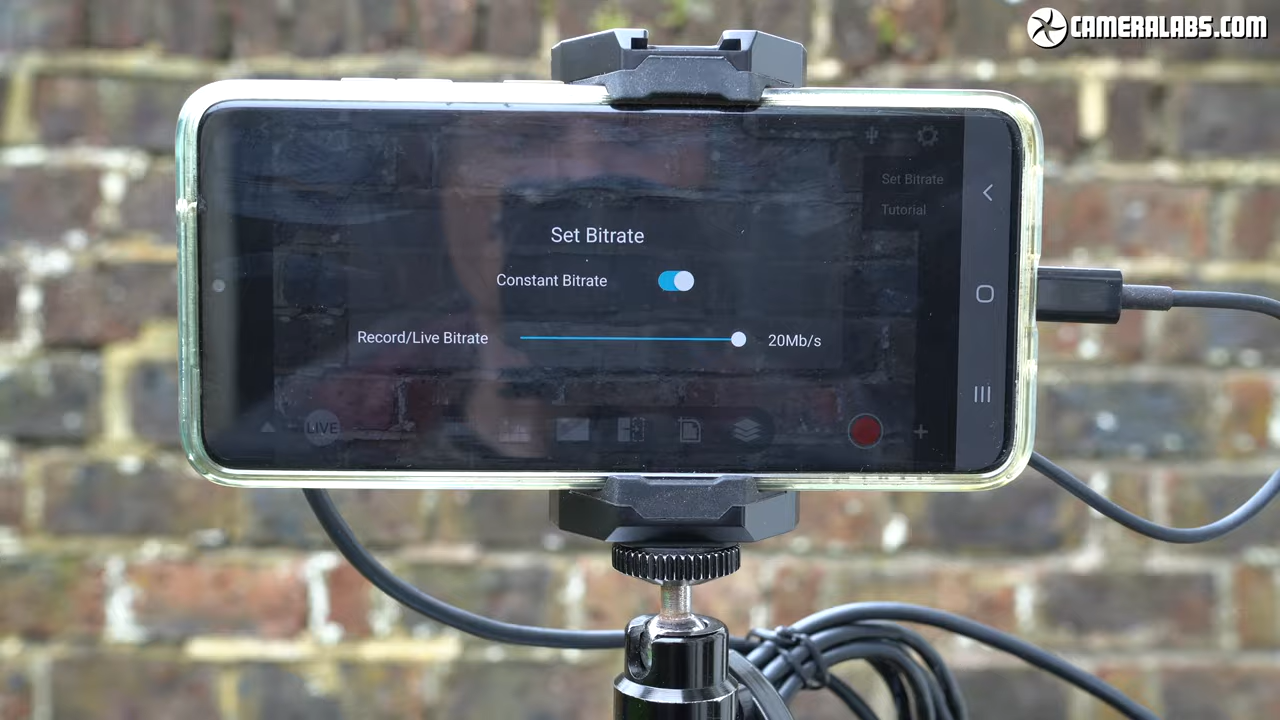 CAMERALABS.COM
Set Bitrate
Tutorial
Set Bitrate
Constant Bitrate
Record/Live Bitrate 20Mb/s
LIVE